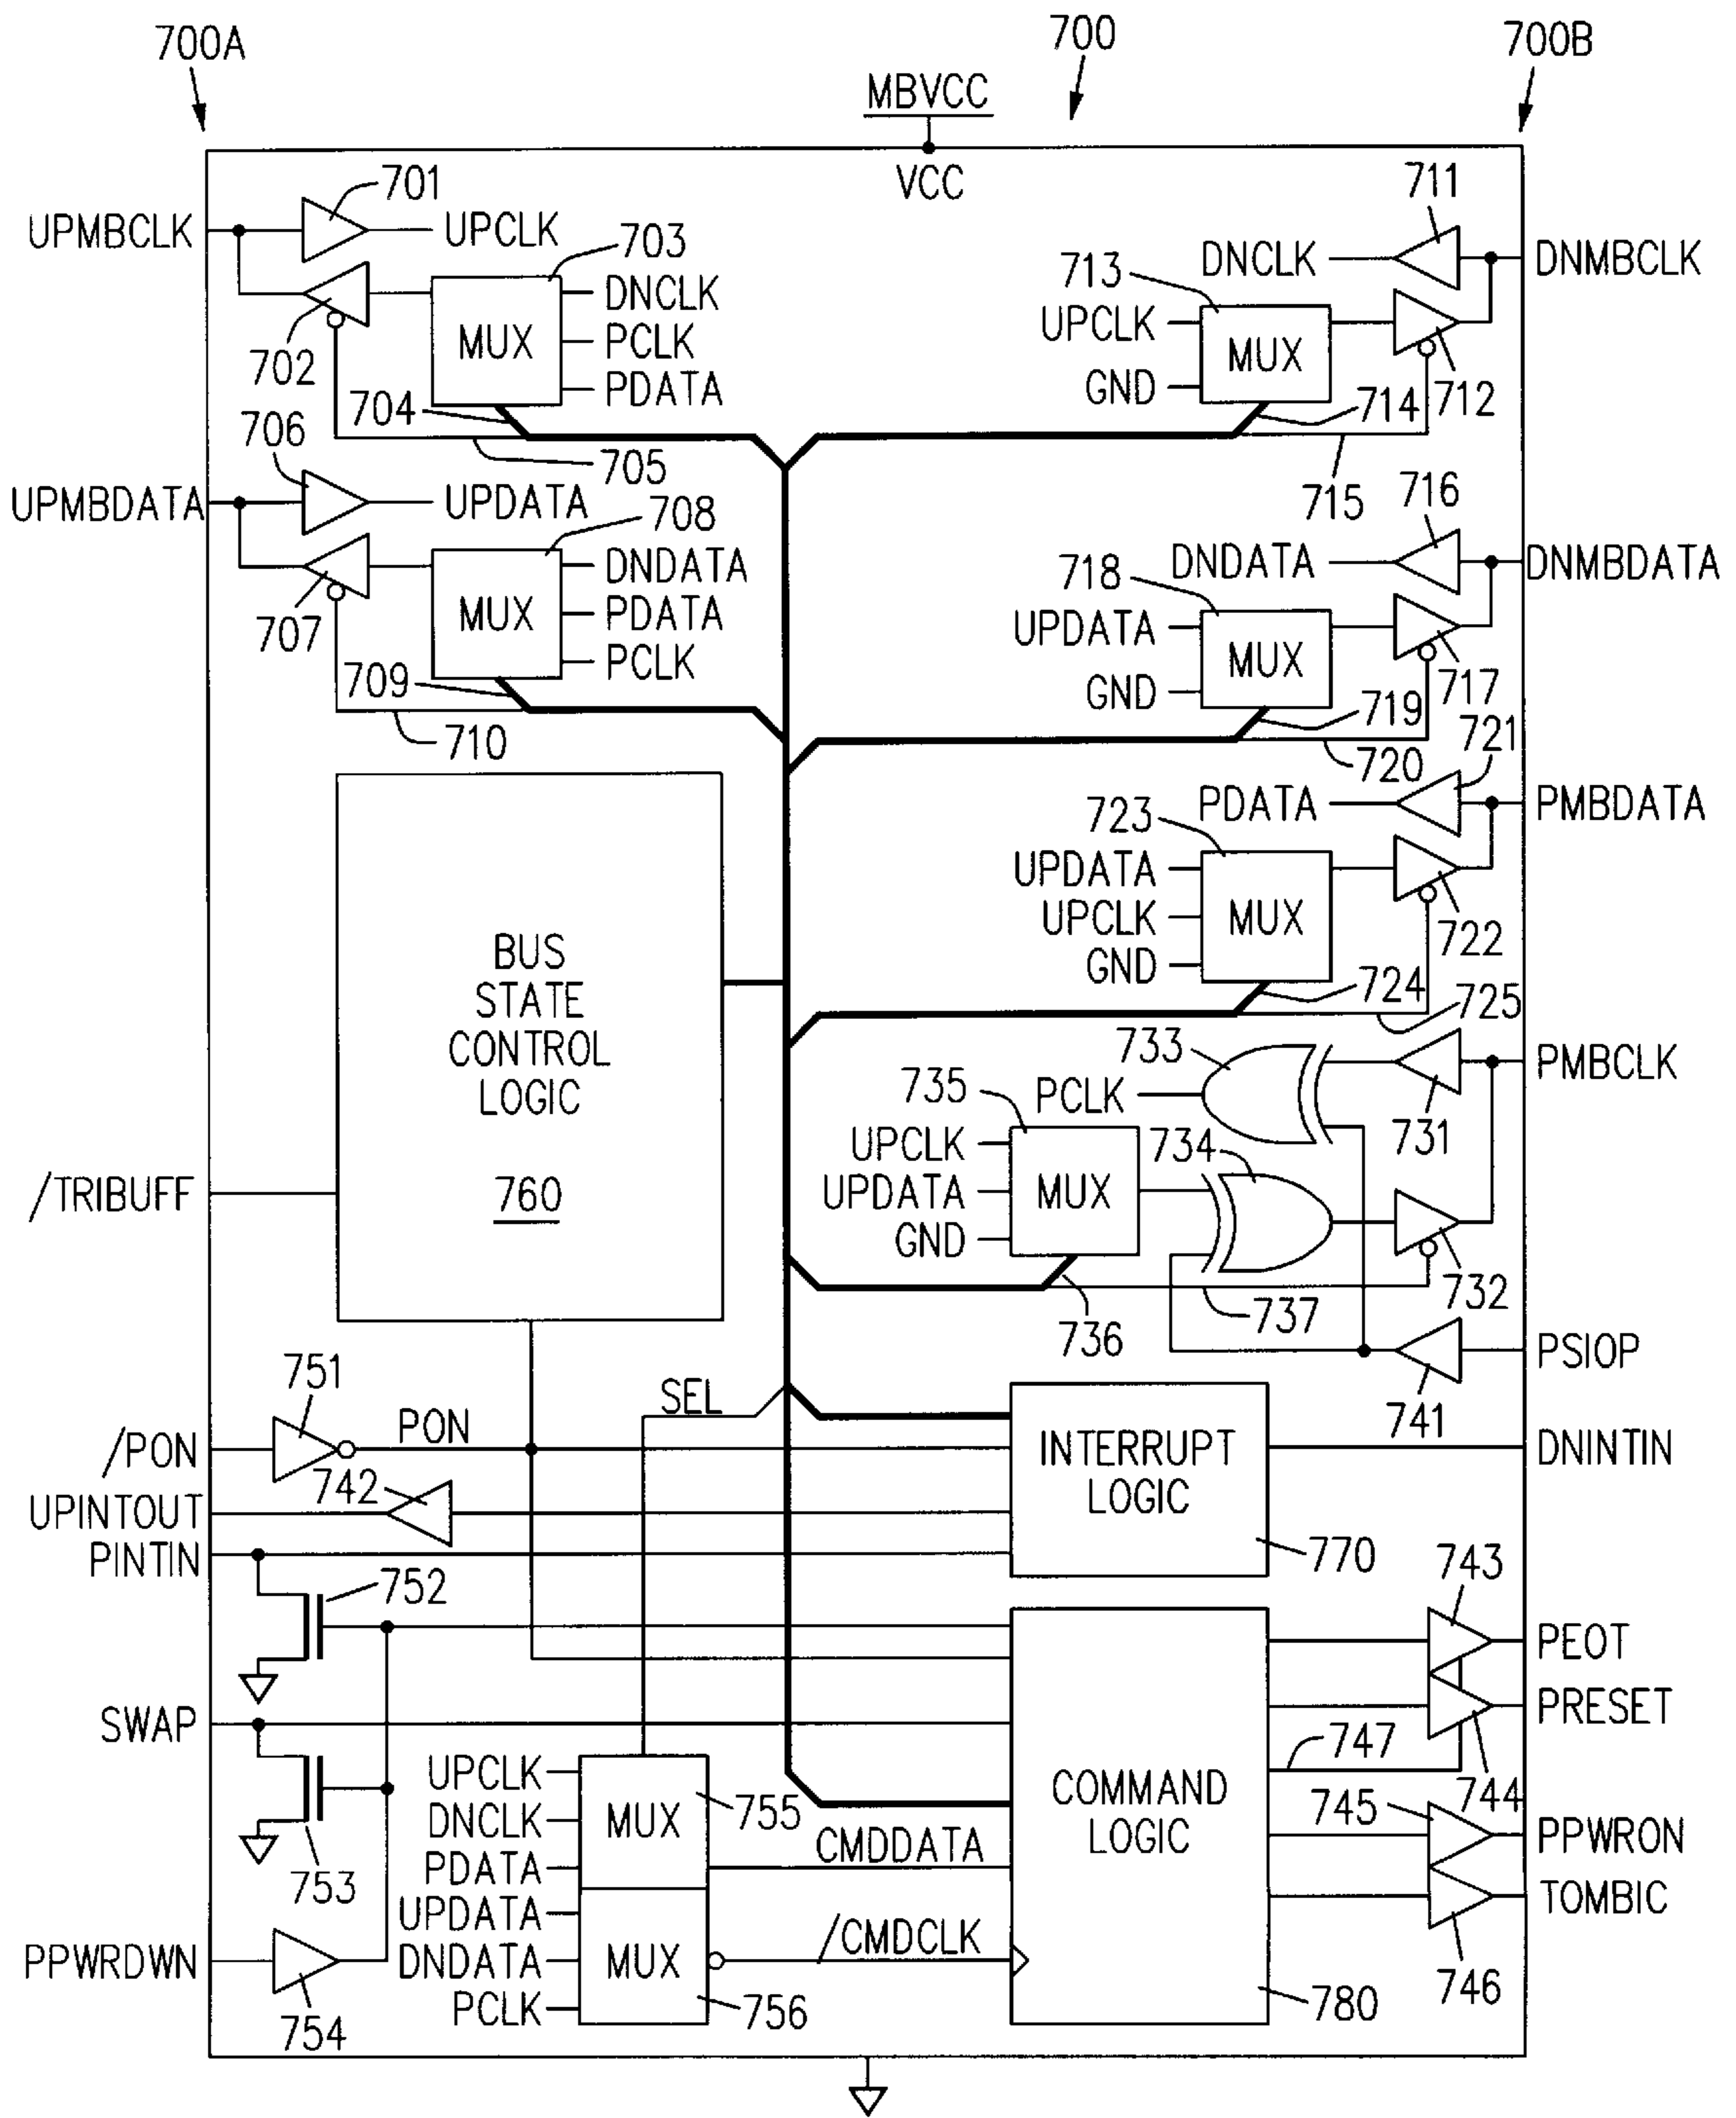 700A
700
700B
MBVCC
VCC
701
UPMBCLK
UPCLK
702
703
DNCLK
PCLK
PDATA
MUX
704
705
711
DNCLK
DNMBCLK
713
UPCLK
GND
MUX
712
714
715
706
UPMBDATA
UPDATA
707
708
DNDATA
PDATA
PCLK
MUX
709
710
716
DNDATA
DNMBDATA
718
UPDATA
GND
MUX
717
719
720
721
PDATA
PMBDATA
723
UPDATA
UPCLK
GND
MUX
722
724
725
BUS
STATE
CONTROL
LOGIC
760
/TRIBUFF
733
PCLK
PMBCLK
731
735
734
UPCLK
UPDATA
GND
MUX
732
736
737
PSIOP
741
751
/PON
PON
SEL
742
UPINTOUT
PINTIN
INTERRUPT
LOGIC
770
DNINTIN
752
743
PEOT
PRESET
744
747
SWAP
753
UPCLK
DNCLK
PDATA
MUX
755
CMDDATA
UPDATA
DNDATA
PCLK
MUX
756
/CMDCLK
COMMAND
LOGIC
780
745
PPWRON
TOMBIC
746
PPWRDWN
754